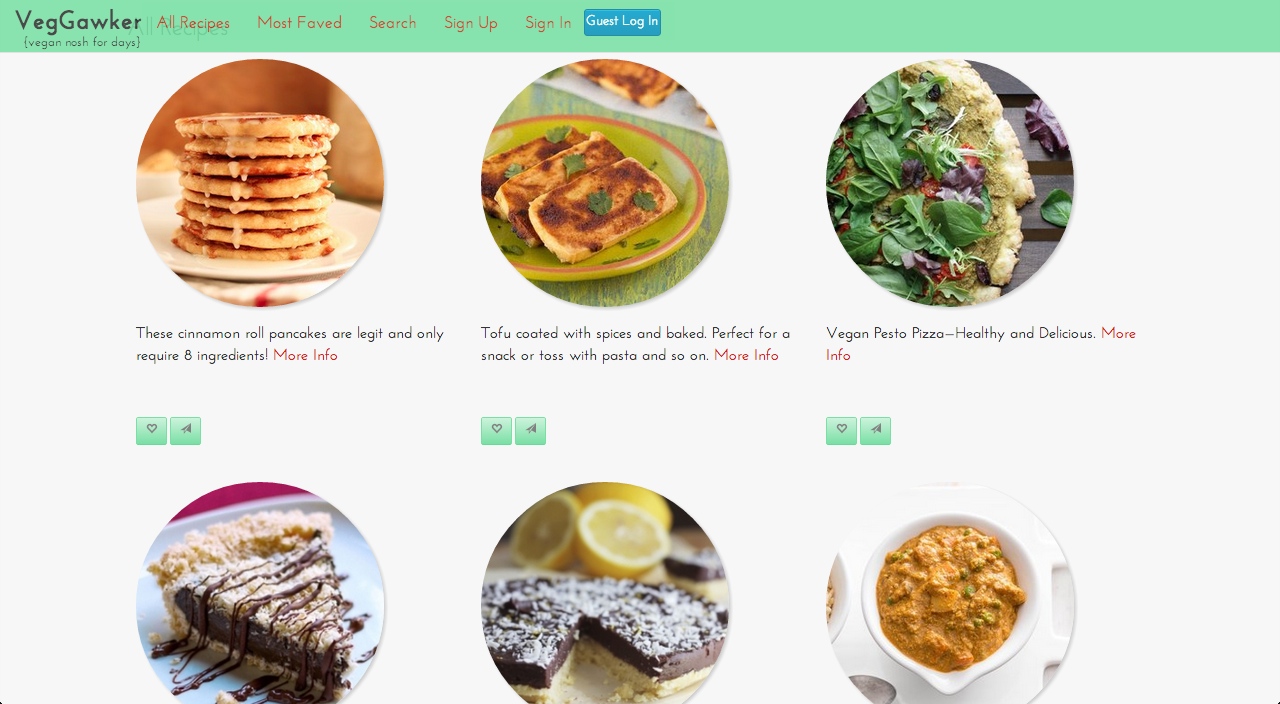 VegGawker All Recipes Most Faved Search Sign Up Sign In Guest Log In
All Recipes
{vegan nosh for days}
These cinnamon roll pancakes are legit and only
require 8 ingredients! More Info
Tofu coated with spices and baked. Perfect for a
snack or toss with pasta and so on. More Info
Vegan Pesto Pizza—Healthy and Delicious. More
Info